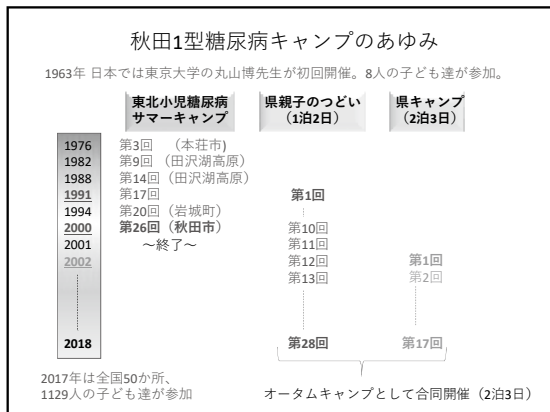 秋田1型糖尿病キャンプのあゆみ
1963年 日本では東京大学の丸山博先生が初回開催。8人の子ども達が参加。
東北小児糖尿病
サマーキャンプ
県親子のつどい
（1泊2日）
県キャンプ
（2泊3日）
1976 第3回 （本荘市）
1982 第9回 （田沢湖高原）
1988 第14回（田沢湖高原）
1991 第17回 第1回
1994 第20回（岩城町）
2000 第26回（秋田市） 第10回
2001 ～終了～ 第11回
2002 第12回 第1回
第13回 第2回
2018 第28回 第17回
2017年は全国50か所、
1129人の子ども達が参加
オータムキャンプとして合同開催（2泊3日）